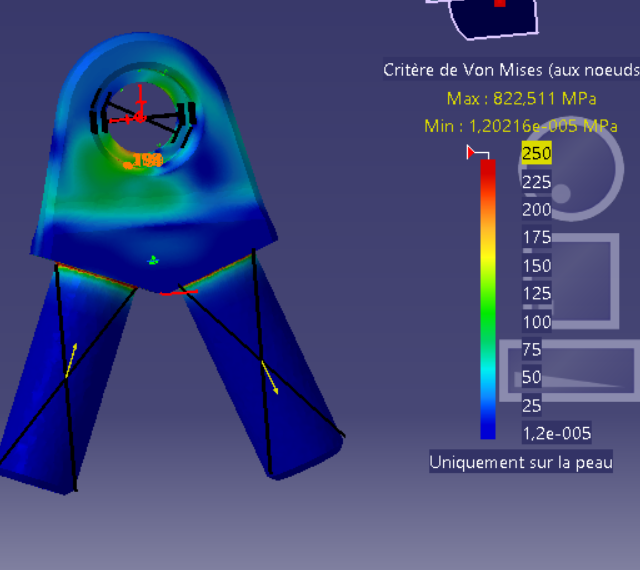 Critère de Von Mises (aux noeuds
Max : 822,511 MPa
Min : 1,20216e-005 MPa
250
225
200
175
150
125
100
75
50
25
1,2e-005
Uniquement sur la peau